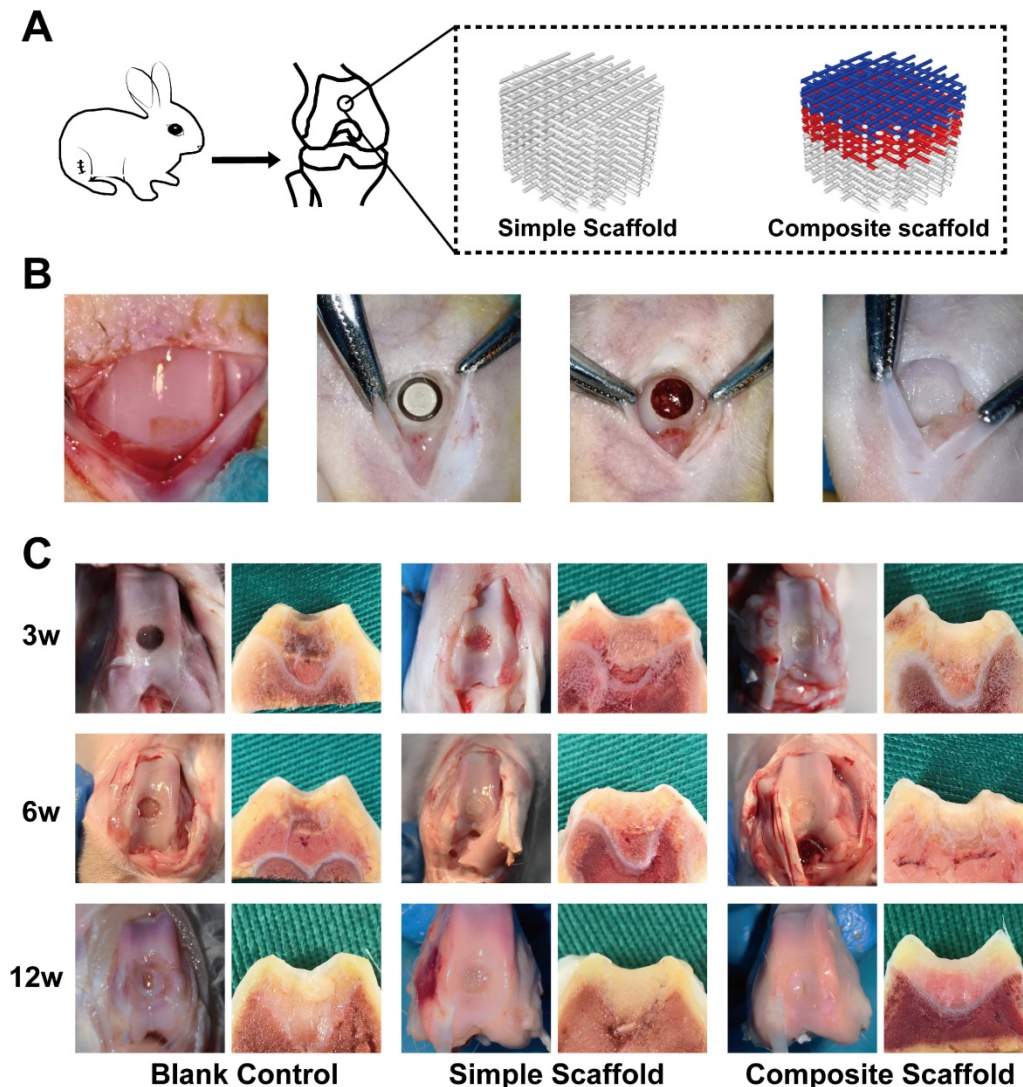 A
Simple Scaffold
Composite scaffold
B
C
3w
6w
12w
Blank Control
Simple Scaffold
Composite Scaffold